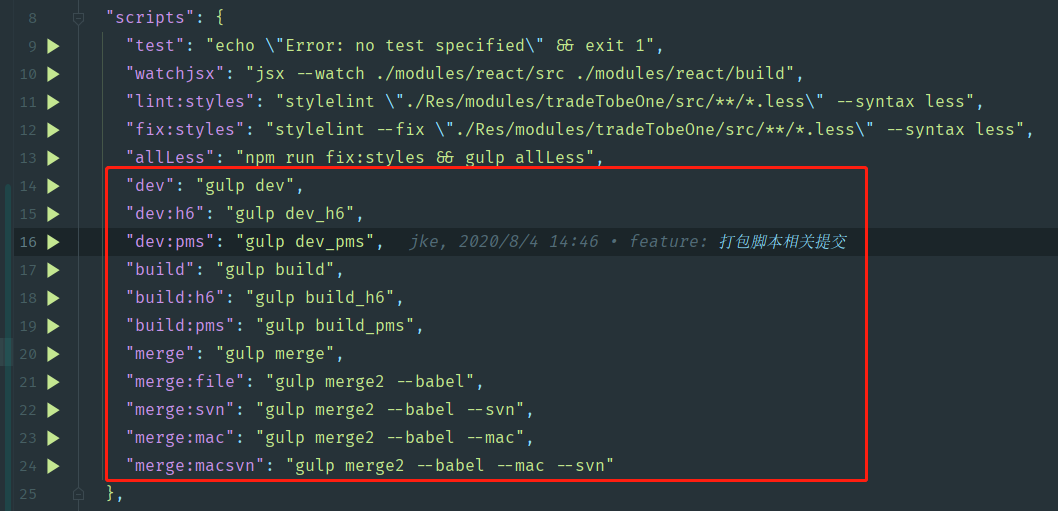 8 "scripts": {
9 "test": "echo \"Error: no test specified\" && exit 1",
10 "watchjsx": "jsx --watch ./modules/react/src ./modules/react/build",
11 "lint:styles": "stylelint \"./Res/modules/tradeTobeOne/src/**/*.less\" --syntax less",
12 "fix:styles": "stylelint --fix \"./Res/modules/tradeTobeOne/src/**/*.less\" --syntax less",
13 "allLess": "npm run fix:styles && gulp allLess",
14 "dev": "gulp dev",
15 "dev:h6": "gulp dev_h6",
16 "dev:pms": "gulp dev_pms", jke, 2020/8/4 14:46 • feature: 打包脚本相关提交
17 "build": "gulp build",
18 "build:h6": "gulp build_h6",
19 "build:pms": "gulp build_pms",
20 "merge": "gulp merge",
21 "merge:file": "gulp merge2 --babel",
22 "merge:svn": "gulp merge2 --babel --svn",
23 "merge:mac": "gulp merge2 --babel --mac",
24 "merge:macsvn": "gulp merge2 --babel --mac --svn"
25 },